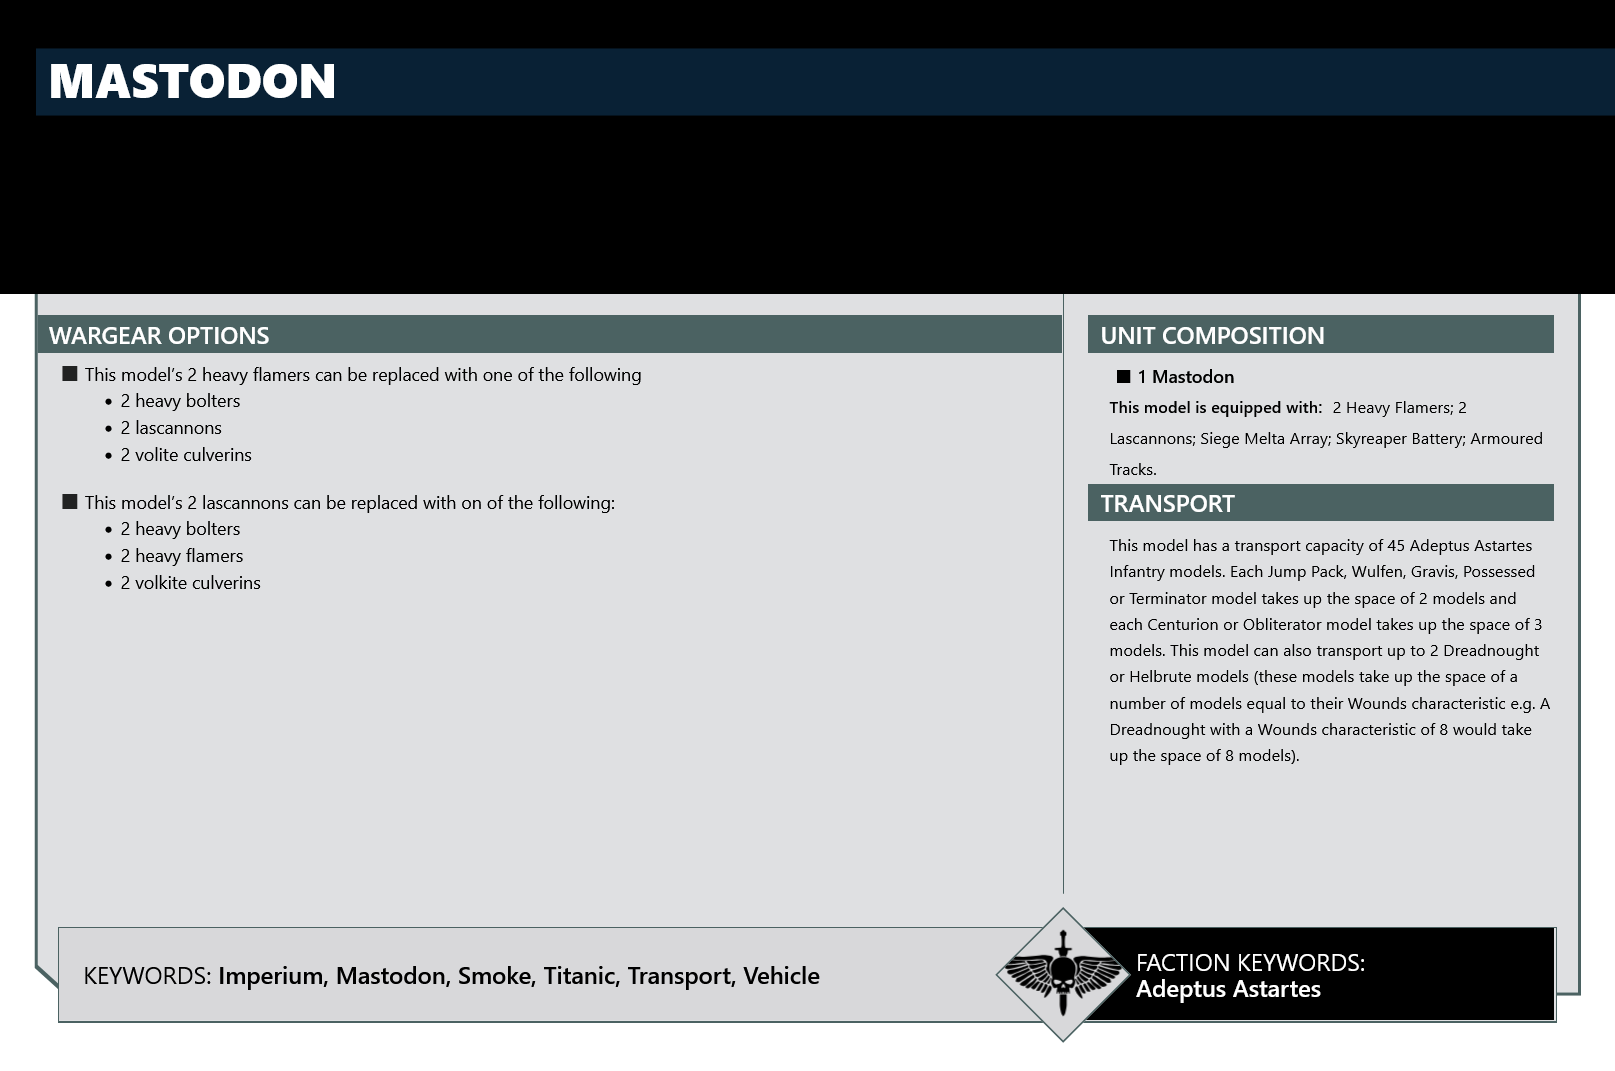 MASTODON
WARGEAR OPTIONS
■ This model's 2 heavy flamers can be replaced with one of the following
• 2 heavy bolters
• 2 lascannons
• 2 volite culverins
■ This model's 2 lascannons can be replaced with on of the following:
• 2 heavy bolters
• 2 heavy flamers
• 2 volkite culverins
UNIT COMPOSITION
■ 1 Mastodon
This model is equipped with: 2 Heavy Flamers; 2
Lascannons; Siege Melta Array; Skyreaper Battery; Armoured
Tracks.
TRANSPORT
This model has a transport capacity of 45 Adeptus Astartes
Infantry models. Each Jump Pack, Wulfen, Gravis, Possessed
or Terminator model takes up the space of 2 models and
each Centurion or Obliterator model takes up the space of 3
models. This model can also transport up to 2 Dreadnought
or Helbrute models (these models take up the space of a
number of models equal to their Wounds characteristic e.g. A
Dreadnought with a Wounds characteristic of 8 would take
up the space of 8 models).
KEYWORDS: Imperium, Mastodon, Smoke, Titanic, Transport, Vehicle
FACTION KEYWORDS:
Adeptus Astartes